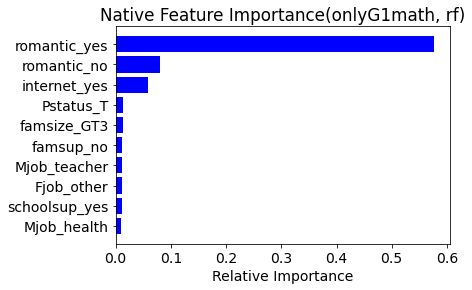 Native Feature Importance(onlyG1math, rf)
romantic_yes
romantic_no
internet_yes
Pstatus_T
famsize_GT3
famsup_no
Mjob_teacher
Fjob_other
schoolsup_yes
Mjob_health
0.0 0.1 0.2 0.3 0.4 0.5 0.6
Relative Importance